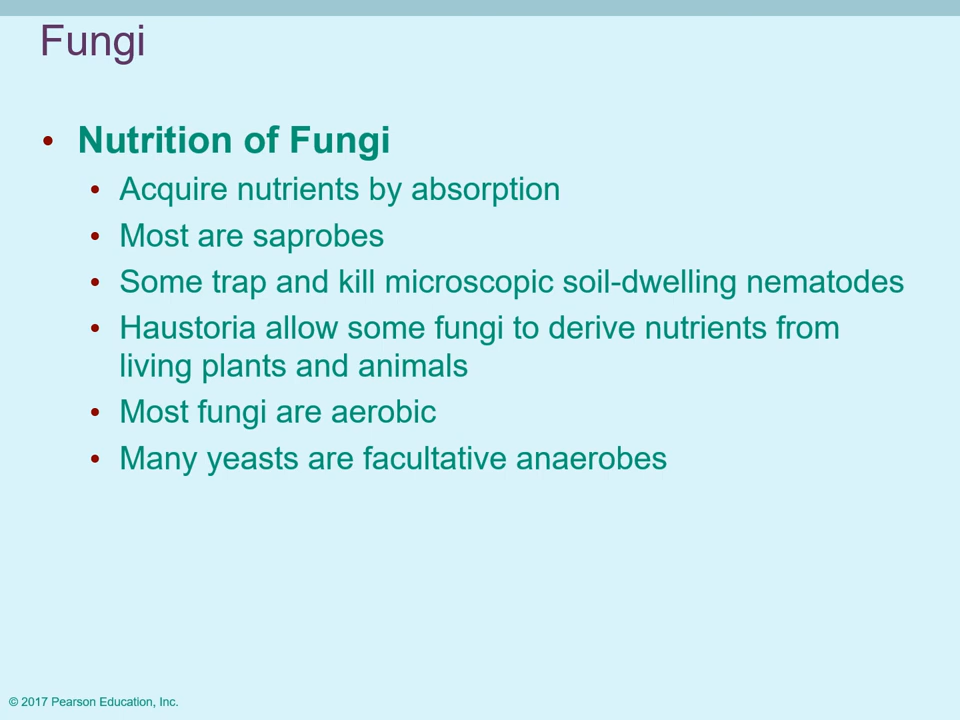 Fungi
• Nutrition of Fungi
• Acquire nutrients by absorption
• Most are saprobes
• Some trap and kill microscopic soil-dwelling nematodes
• Haustoria allow some fungi to derive nutrients from
living plants and animals
• Most fungi are aerobic
• Many yeasts are facultative anaerobes
© 2017 Pearson Education, Inc.